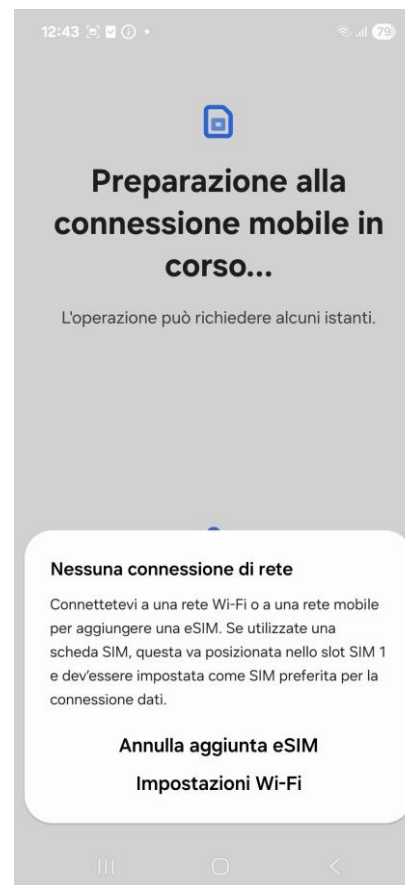 12:43
79
Preparazione alla
connessione mobile in
corso...
L'operazione può richiedere alcuni istanti.
Nessuna connessione di rete
Connettetevi a una rete Wi-Fi o a una rete mobile
per aggiungere una eSIM. Se utilizzate una
scheda SIM, questa va posizionata nello slot SIM 1
e dev'essere impostata come SIM preferita per la
connessione dati.
Annulla aggiunta eSIM
Impostazioni Wi-Fi